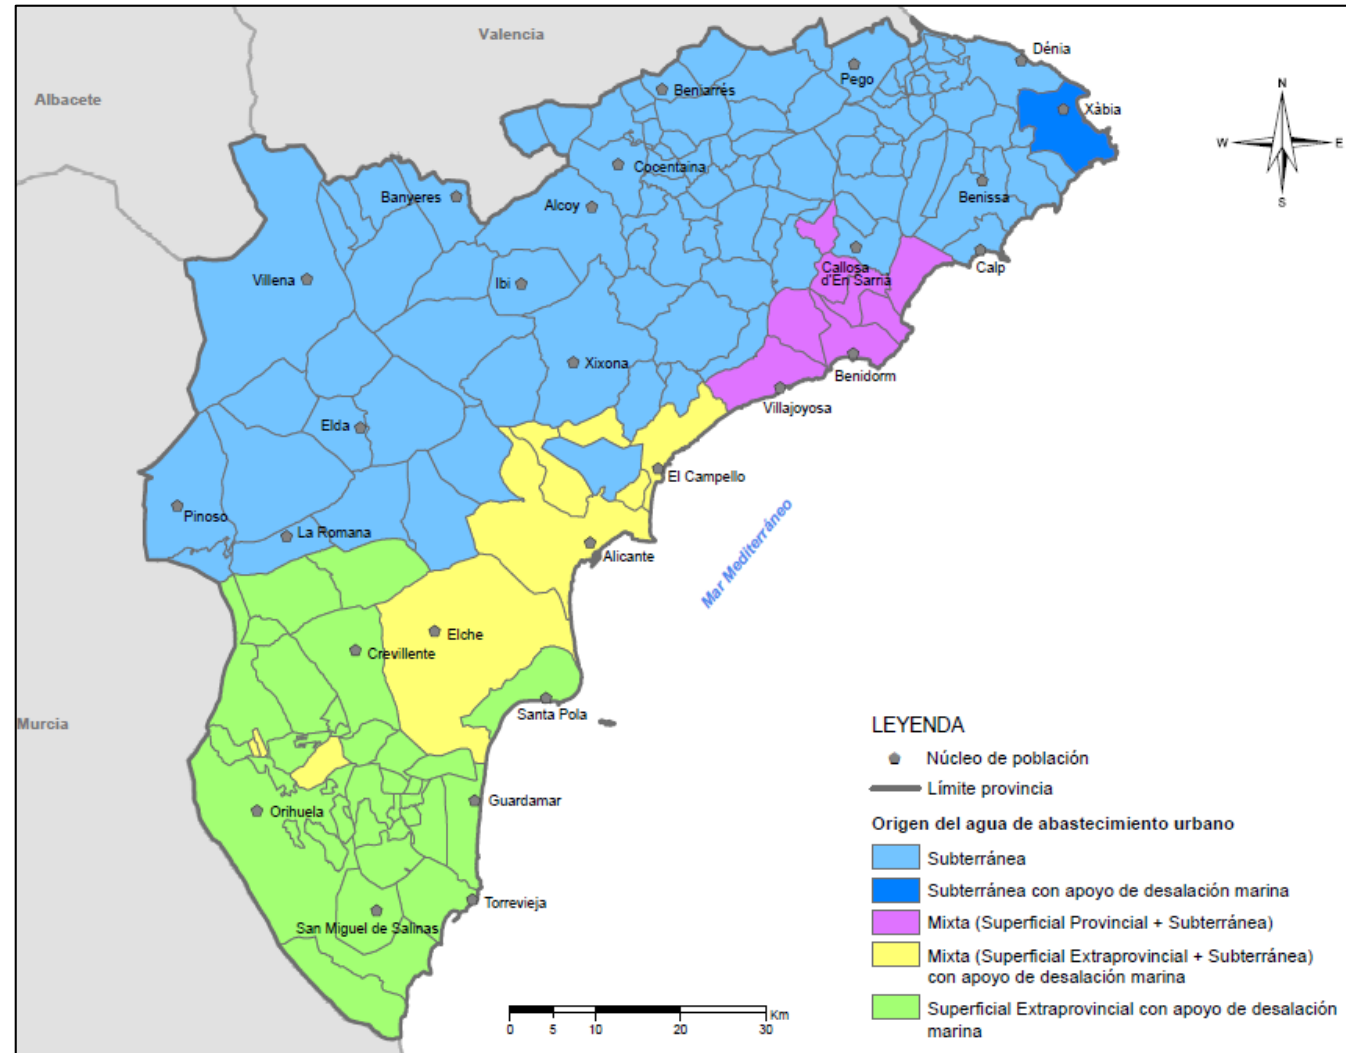 Valencia
Albacete
Murcia
Dénia
Pego
Beniarrés
Xàbia
Cocentaina
Banyeres
Alcoy
Benissa
Callosa
d'En Sarrià
Calp
Villena
Ibi
Xixona
Benidorm
Villajoyosa
Elda
El Campello
Pinoso
La Romana
Alicante
Mar Mediterráneo
Elche
Crevillente
Santa Pola
Orihuela
Guardamar
Torrevieja
San Miguel de Salinas
N
W
E
S
LEYENDA
Núcleo de población
Límite provincia
Origen del agua de abastecimiento urbano
Subterránea
Subterránea con apoyo de desalación marina
Mixta (Superficial Provincial + Subterránea)
Mixta (Superficial Extraprovincial + Subterránea)
con apoyo de desalación marina
Superficial Extraprovincial con apoyo de desalación
marina
Km
0 5 10 20 30